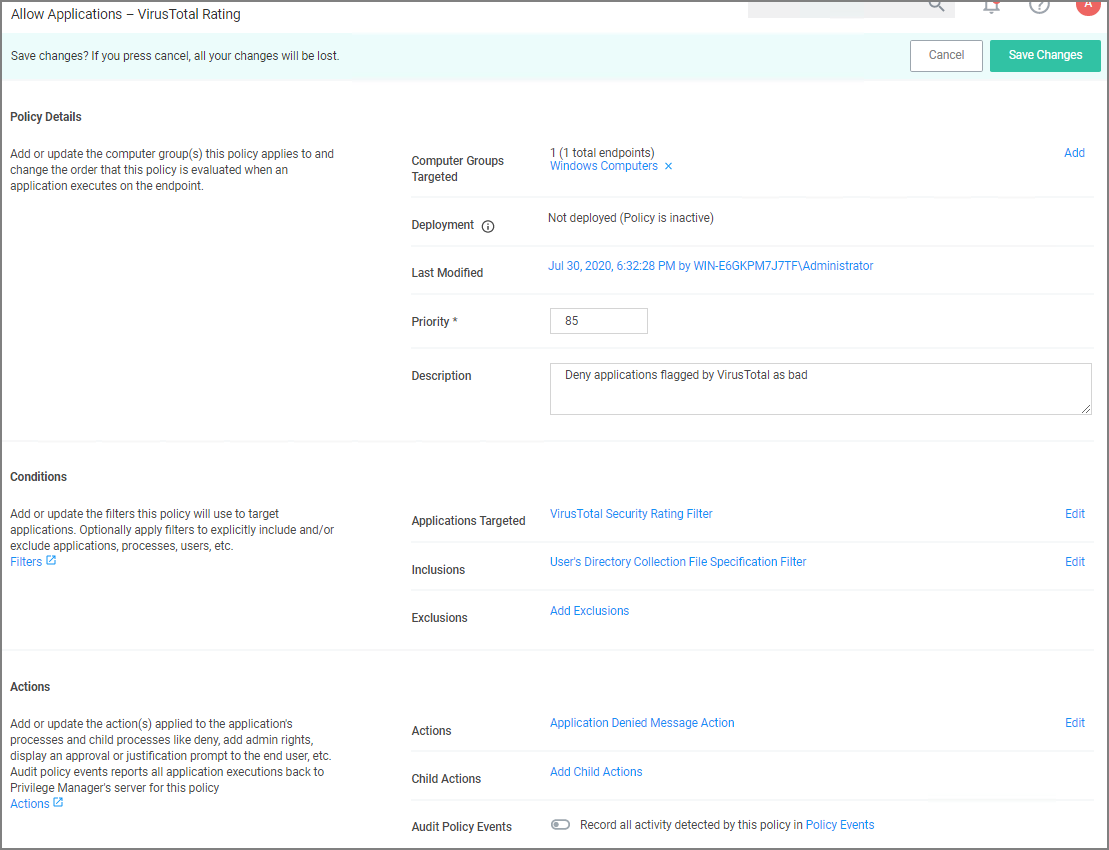 Allow Applications – VirusTotal Rating
A
Save changes? If you press cancel, all your changes will be lost.
Cancel
Save Changes
Policy Details
Add or update the computer group(s) this policy applies to and
change the order that this policy is evaluated when an
application executes on the endpoint.
Computer Groups
Targeted
1 (1 total endpoints)
Windows Computers ×
Add
Deployment
Not deployed (Policy is inactive)
Last Modified
Jul 30, 2020, 6:32:28 PM by WIN-E6GKPM7J7TF\Administrator
Priority *
85
Description
Deny applications flagged by VirusTotal as bad
Conditions
Add or update the filters this policy will use to target
applications. Optionally apply filters to explicitly include and/or
exclude applications, processes, users, etc.
Filters
Applications Targeted
VirusTotal Security Rating Filter
Edit
Inclusions
User's Directory Collection File Specification Filter
Edit
Exclusions
Add Exclusions
Actions
Add or update the action(s) applied to the application's
processes and child processes like deny, add admin rights,
display an approval or justification prompt to the end user, etc.
Audit policy events reports all application executions back to
Privilege Manager's server for this policy
Actions
Actions
Application Denied Message Action
Edit
Child Actions
Add Child Actions
Audit Policy Events
Record all activity detected by this policy in Policy Events